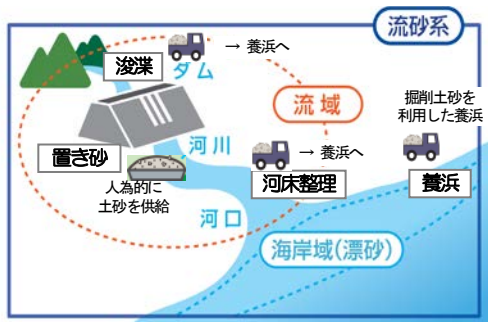 流砂系
→ 養浜へ
浚渫
ダム
掘削土砂を
利用した養浜
流域
置き砂
河川
→ 養浜へ
人為的に
土砂を供給
河床整理
養浜
河口
海岸域(漂砂)